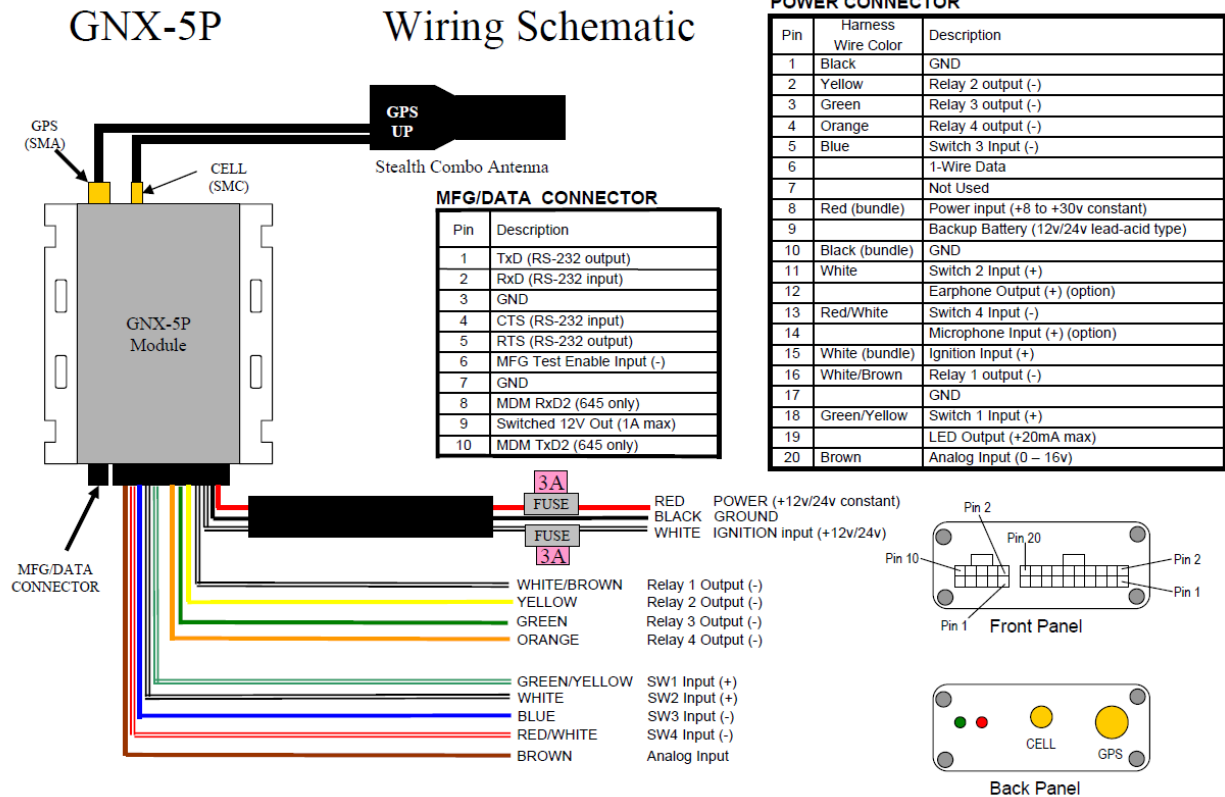 GNX-5P
Wiring Schematic
GPS
(SMA)
CELL
(SMC)
GPS
UP
Stealth Combo Antenna
GNX-5P
Module
MFG/DATA
CONNECTOR
MFG/DATA CONNECTOR
Pin Description
1 TxD (RS-232 output)
2 RxD (RS-232 input)
3 GND
4 CTS (RS-232 input)
5 RTS (RS-232 output)
6 MFG Test Enable Input (-)
7 GND
8 MDM RxD2 (645 only)
9 Switched 12V Out (1A max)
10 MDM TxD2 (645 only)
POWER CONNECTOR
Pin Harness Wire Color Description
1 Black GND
2 Yellow Relay 2 output (-)
3 Green Relay 3 output (-)
4 Orange Relay 4 output (-)
5 Blue Switch 3 Input (-)
6 1-Wire Data
7 Not Used
8 Red (bundle) Power input (+8 to +30v constant)
9 Backup Battery (12v/24v lead-acid type)
10 Black (bundle) GND
11 White Switch 2 Input (+)
12 Earphone Output (+) (option)
13 Red/White Switch 4 Input (-)
14 Microphone Input (+) (option)
15 White (bundle) Ignition Input (+)
16 White/Brown Relay 1 output (-)
17 GND
18 Green/Yellow Switch 1 Input (+)
19 LED Output (+20mA max)
20 Brown Analog Input (0 – 16v)
3A
FUSE
FUSE
3A
RED POWER (+12v/24v constant)
BLACK GROUND
WHITE IGNITION input (+12v/24v)
WHITE/BROWN Relay 1 Output (-)
YELLOW Relay 2 Output (-)
GREEN Relay 3 Output (-)
ORANGE Relay 4 Output (-)
GREEN/YELLOW SW1 Input (+)
WHITE SW2 Input (+)
BLUE SW3 Input (-)
RED/WHITE SW4 Input (-)
BROWN Analog Input
Pin 2
Pin 20
Pin 10
Pin 2
Pin 1
Pin 1
Front Panel
CELL
GPS
Back Panel